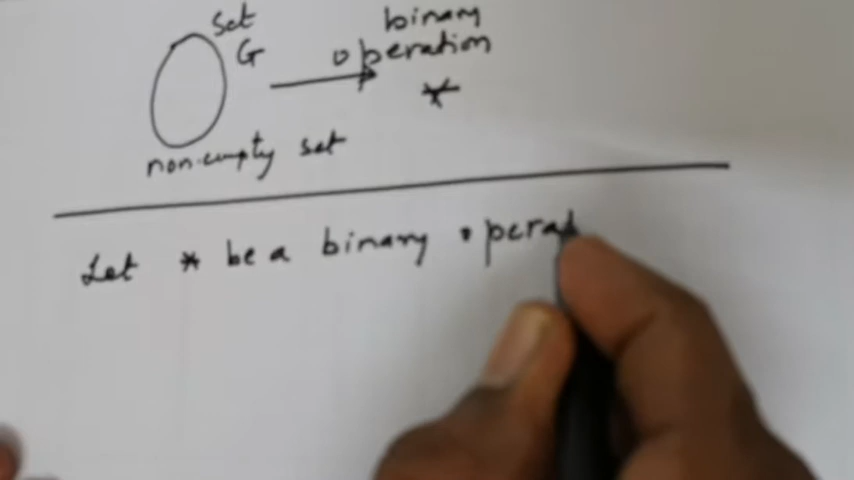 set
G
binary
operation
*
non-empty set
Let * be a binary operat